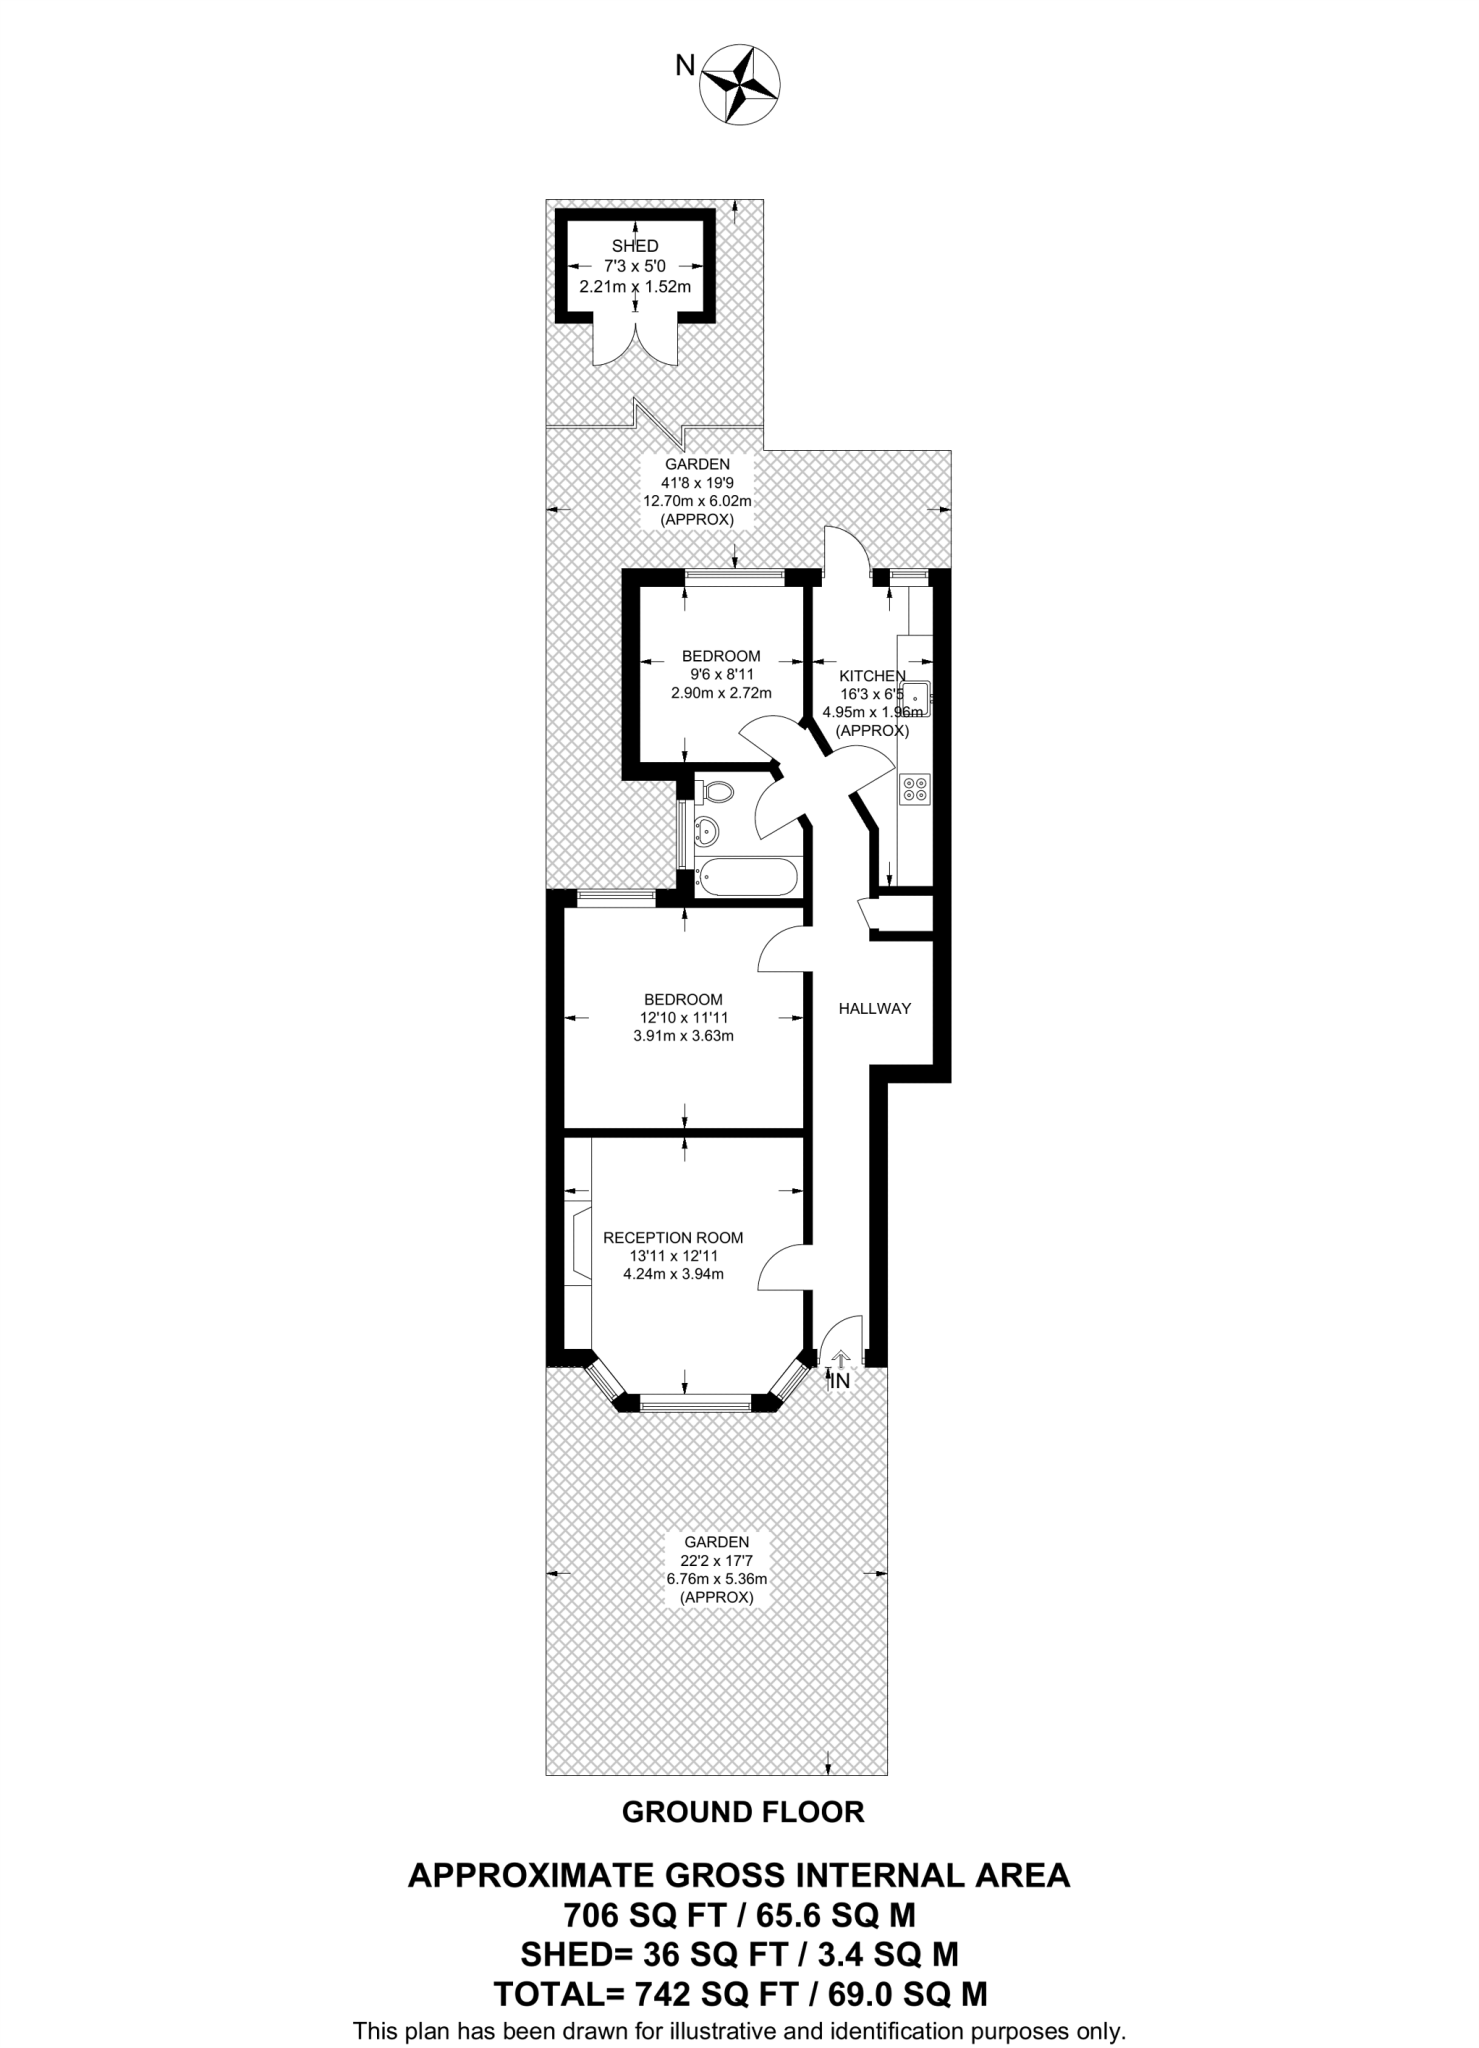 N
SHED
7'3 x 5'0
2.21m x 1.52m
GARDEN
41'8 x 19'9
12.70m x 6.02m
(APPROX)
BEDROOM
9'6 x 8'11
2.90m x 2.72m
KITCHEN
16'3 x 6'5
4.95m x 1.96m
(APPROX)
BEDROOM
12'10 x 11'11
3.91m x 3.63m
HALLWAY
RECEPTION ROOM
13'11 x 12'11
4.24m x 3.94m
IN
GARDEN
22'2 x 17'7
6.76m x 5.36m
(APPROX)
GROUND FLOOR
APPROXIMATE GROSS INTERNAL AREA
706 SQ FT / 65.6 SQ M
SHED= 36 SQ FT / 3.4 SQ M
TOTAL= 742 SQ FT / 69.0 SQ M
This plan has been drawn for illustrative and identification purposes only.